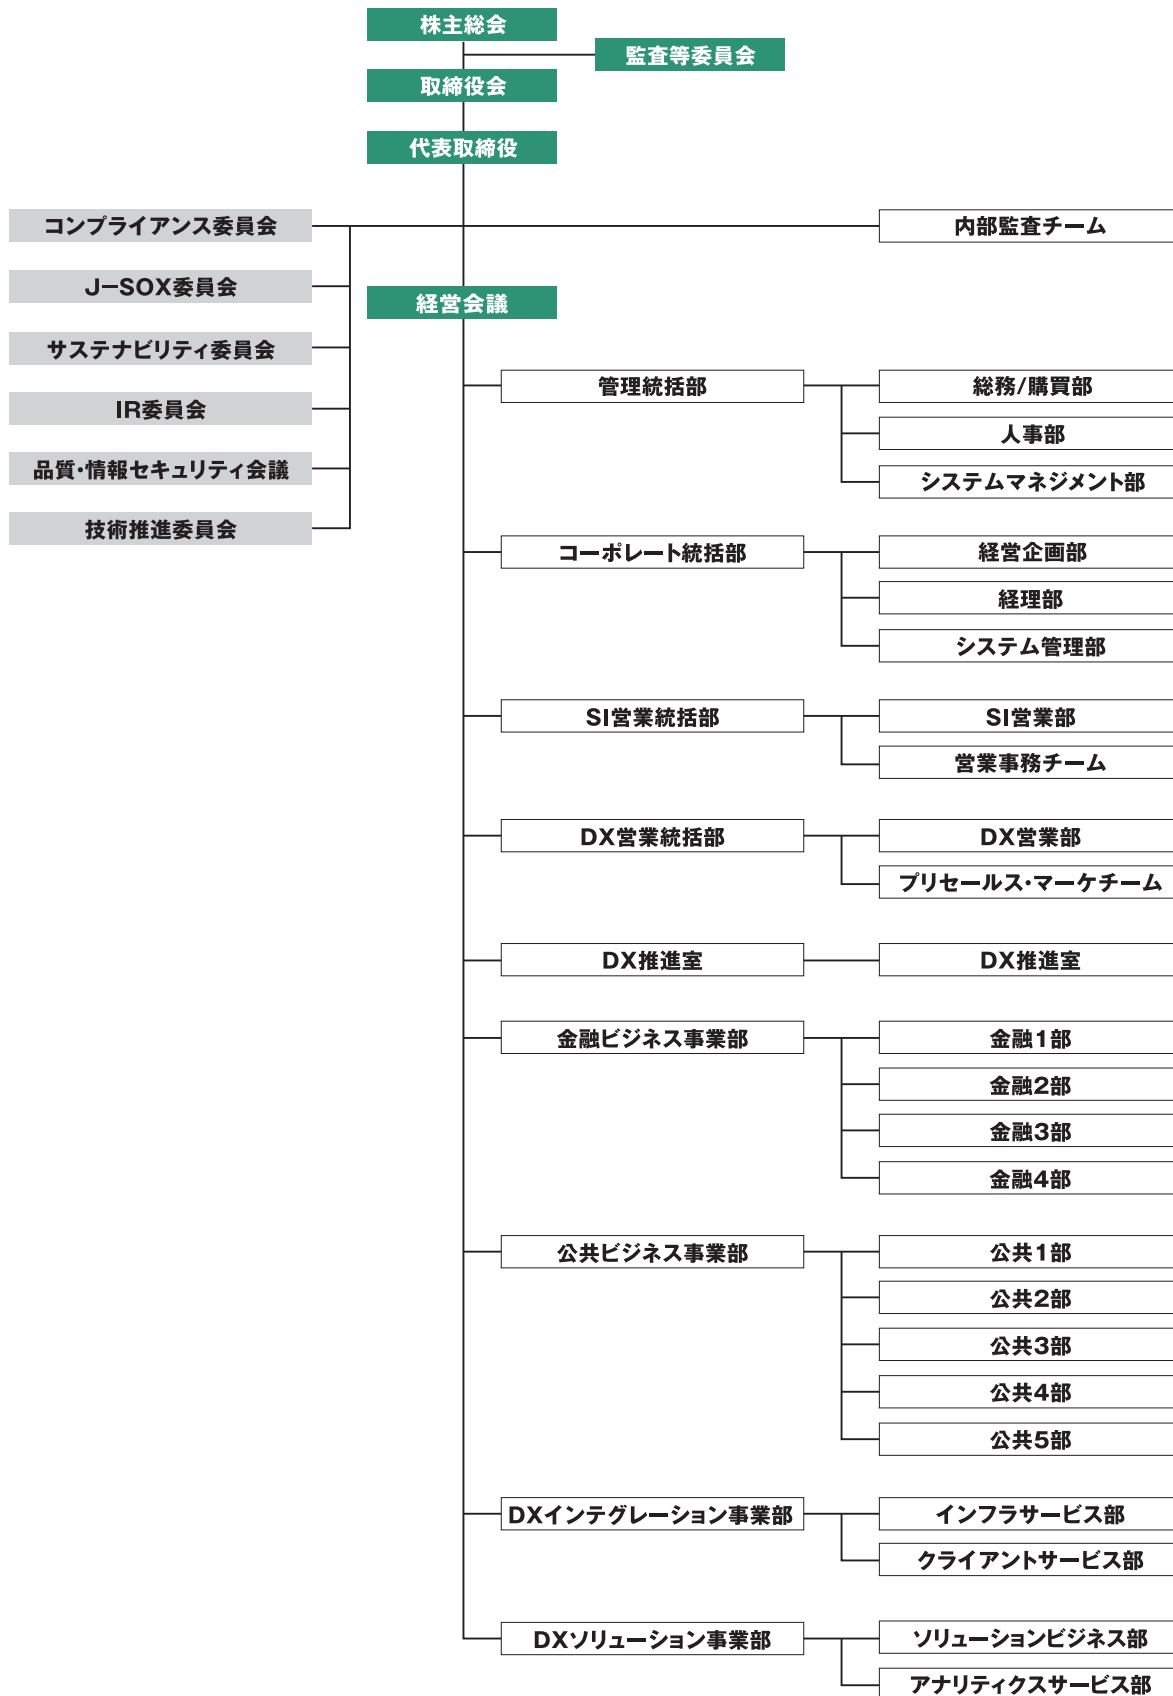 株主総会
監査等委員会
取締役会
代表取締役
コンプライアンス委員会
内部監査チーム
J-SOX委員会
経営会議
サステナビリティ委員会
IR委員会
品質・情報セキュリティ会議
技術推進委員会
管理統括部
総務/購買部
人事部
システムマネジメント部
コーポレート統括部
経営企画部
経理部
システム管理部
SI営業統括部
SI営業部
営業事務チーム
DX営業統括部
DX営業部
プリセールス・マーケチーム
DX推進室
DX推進室
金融ビジネス事業部
金融1部
金融2部
金融3部
金融4部
公共ビジネス事業部
公共1部
公共2部
公共3部
公共4部
公共5部
DXインテグレーション事業部
インフラサービス部
クライアントサービス部
DXソリューション事業部
ソリューションビジネス部
アナリティクスサービス部